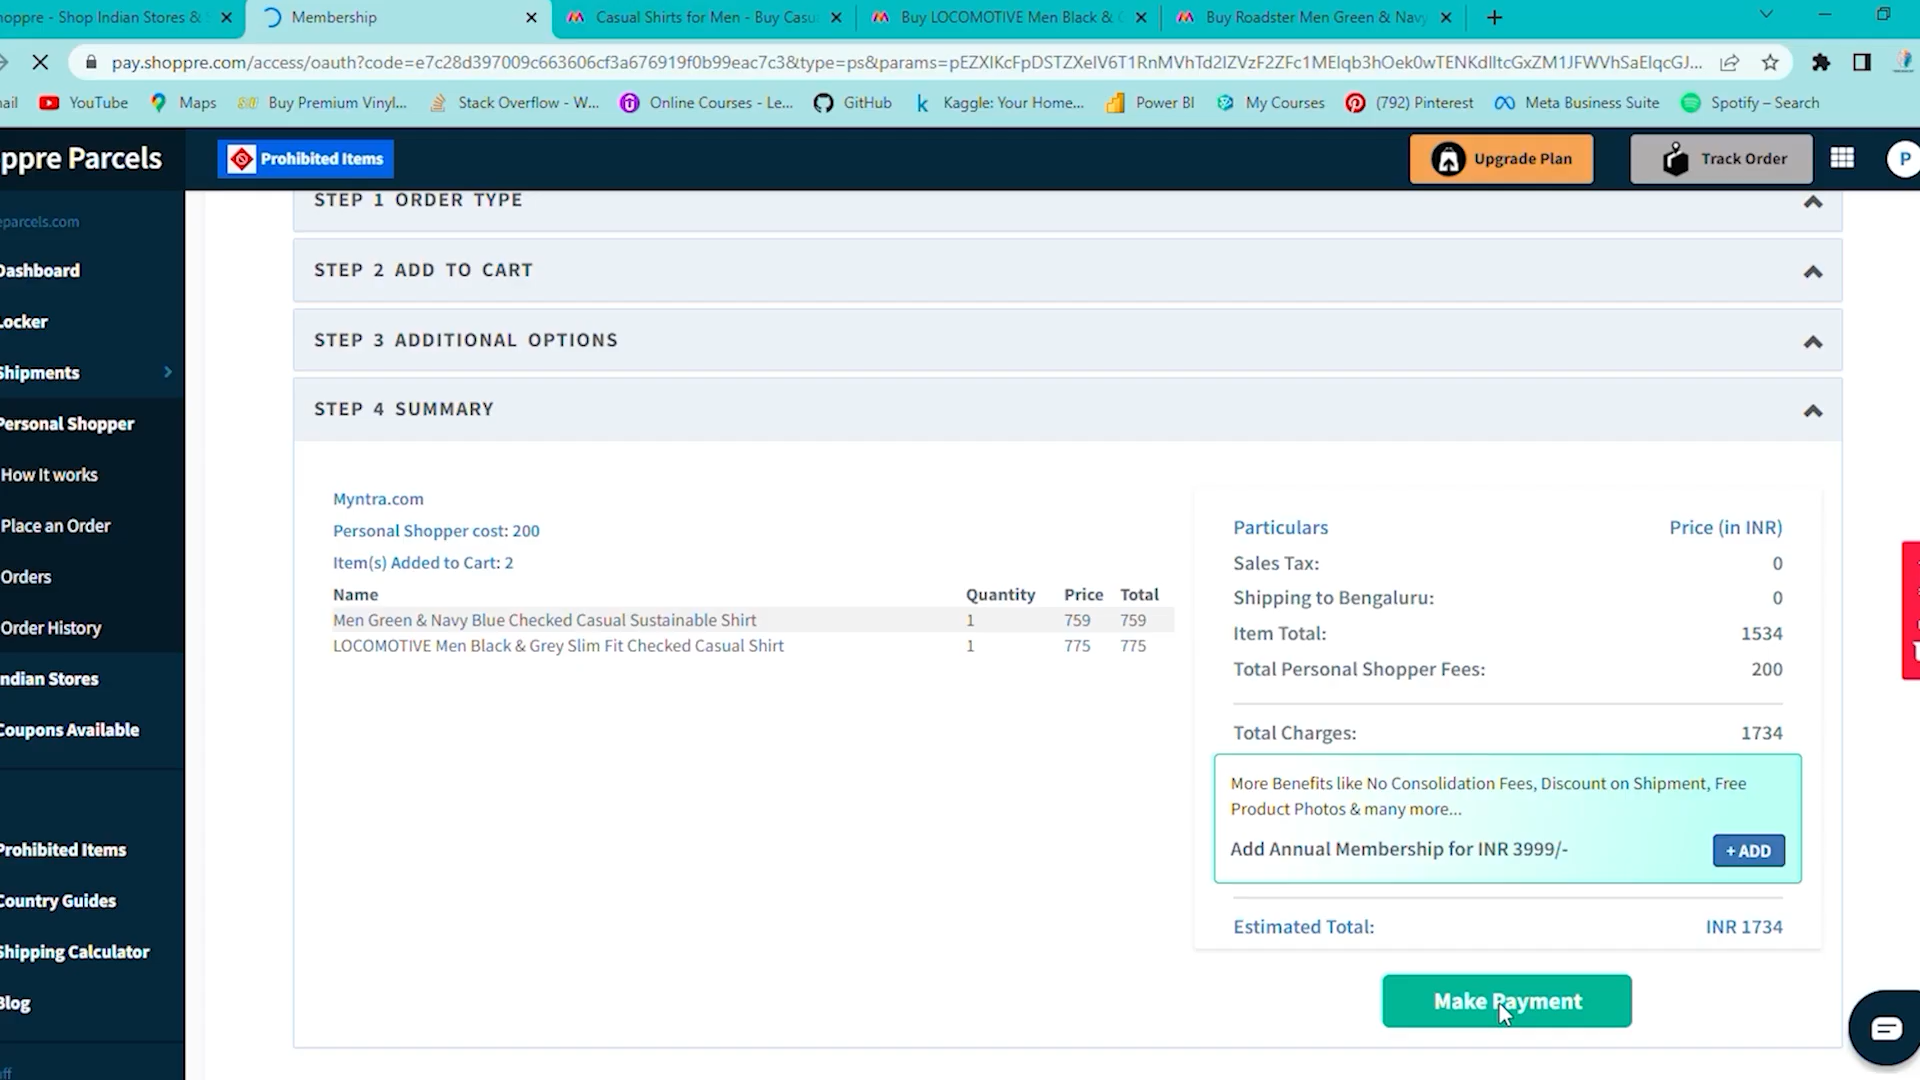 hoppre - Shop Indian Stores &
Membership
Casual Shirts for Men - Buy Casu
Buy LOCOMOTIVE Men Black &
Buy Roadster Men Green & Navy
pay.shoppre.com/access/oauth?code=e7c28d397009c663606cf3a676919f0b99eac7c3&type=ps&params=pEZXIKcFpDSTZXelV6T1RnMVhTd2lZVzF2ZFc1MElqb3hOek0wTENKdlltcGxZM1JFWVhSaElqcGJ...
ail
YouTube
Maps
Buy Premium Vinyl...
Stack Overflow - W...
Online Courses - Le...
GitHub
Kaggle: Your Home...
Power BI
My Courses
(792) Pinterest
Meta Business Suite
Spotify – Search
ppre Parcels
Prohibited Items
Upgrade Plan
Track Order
P
eparcels.com
Dashboard
Locker
Shipments
Personal Shopper
How It works
Place an Order
Orders
Order History
Indian Stores
Coupons Available
Prohibited Items
Country Guides
Shipping Calculator
Blog
uff
STEP 1 ORDER TYPE
STEP 2 ADD TO CART
STEP 3 ADDITIONAL OPTIONS
STEP 4 SUMMARY
Myntra.com
Personal Shopper cost: 200
Item(s) Added to Cart: 2
Name Quantity Price Total
Men Green & Navy Blue Checked Casual Sustainable Shirt 1 759 759
LOCOMOTIVE Men Black & Grey Slim Fit Checked Casual Shirt 1 775 775
Particulars Price (in INR)
Sales Tax: 0
Shipping to Bengaluru: 0
Item Total: 1534
Total Personal Shopper Fees: 200
Total Charges: 1734
More Benefits like No Consolidation Fees, Discount on Shipment, Free
Product Photos & many more...
Add Annual Membership for INR 3999/-
+ ADD
Estimated Total: INR 1734
Make Payment